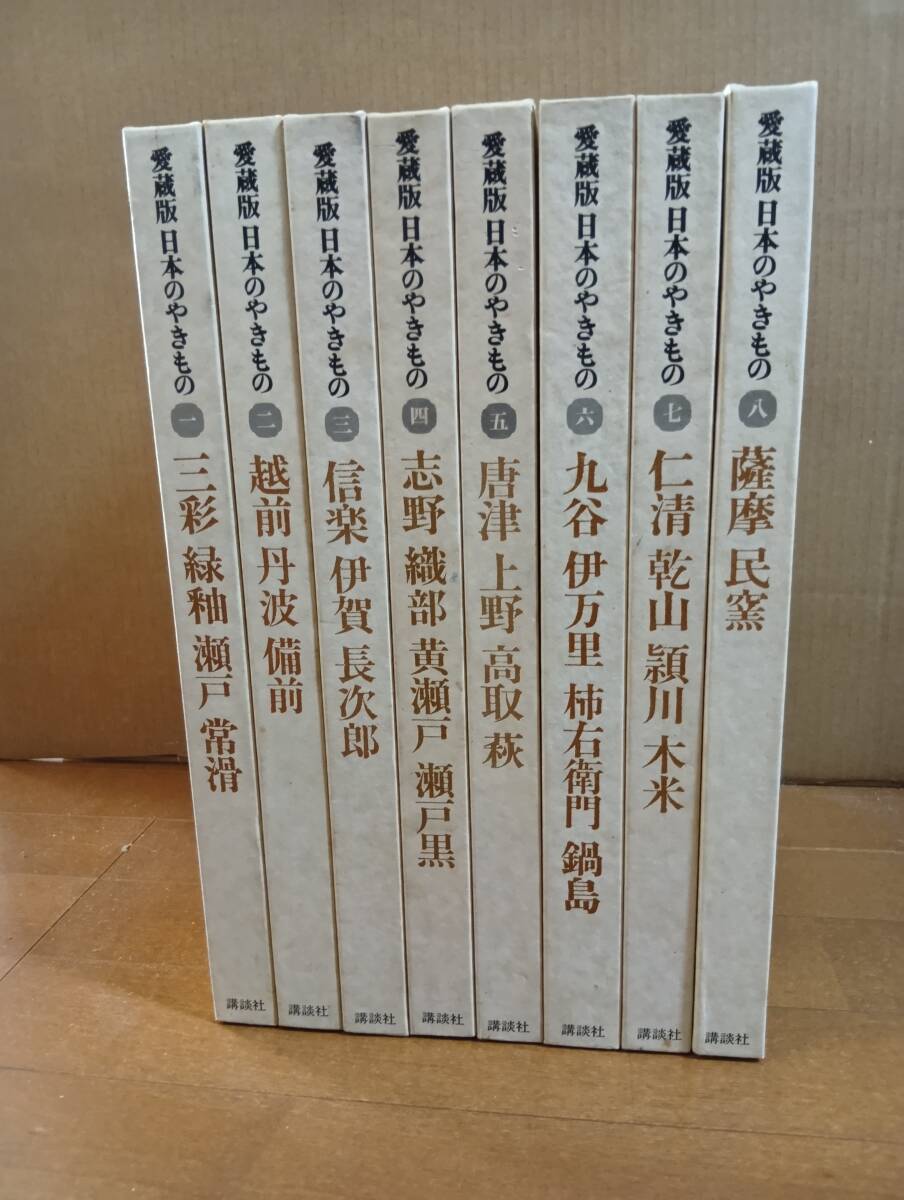 愛蔵版 日本のやきもの 一 三彩 緑釉 瀬戸 常滑
講談社
愛蔵版 日本のやきもの 二 越前 丹波 備前
講談社
愛蔵版 日本のやきもの 三 信楽 伊賀 長次郎
講談社
愛蔵版 日本のやきもの 四 志野 織部 黄瀬戸 瀬戸黒
講談社
愛蔵版 日本のやきもの 五 唐津 上野 高取 萩
講談社
愛蔵版 日本のやきもの 六 九谷 伊万里 柿右衛門 鍋島
講談社
愛蔵版 日本のやきもの 七 仁清 乾山 頴川 木米
講談社
愛蔵版 日本のやきもの 八 薩摩 民窯
講談社